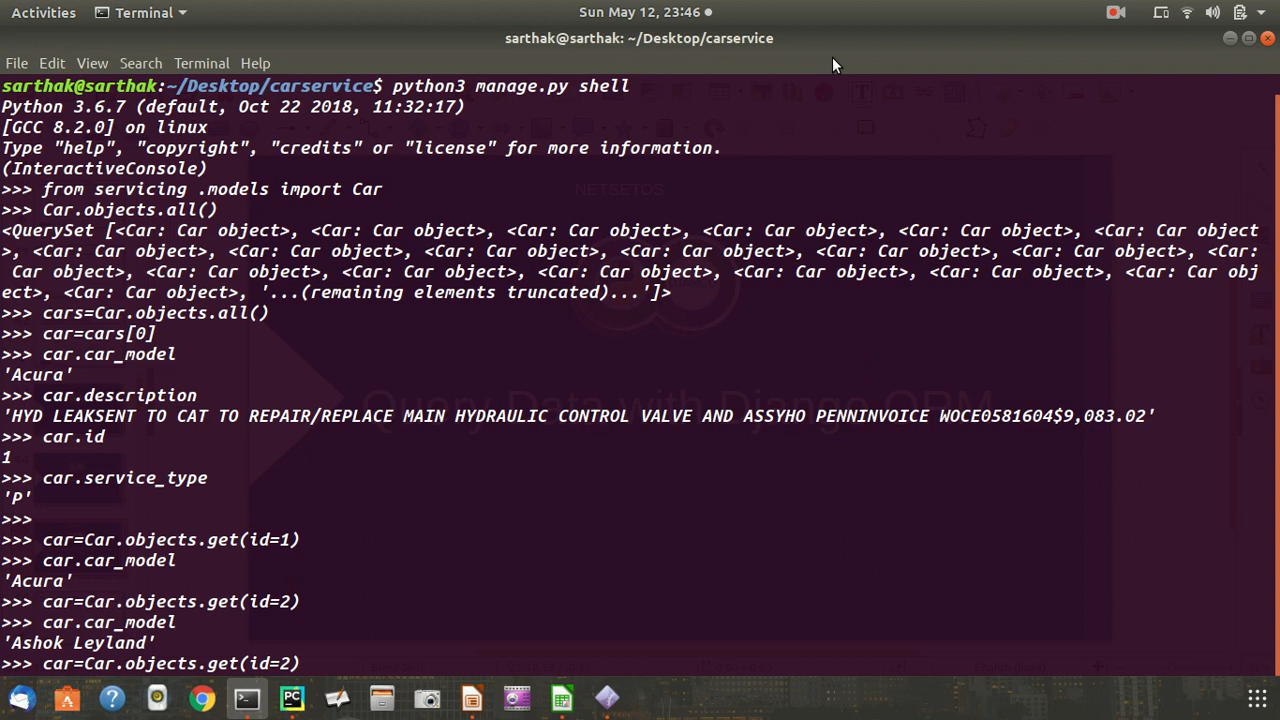 Activities Terminal Sun May 12, 23:46
sarthak@sarthak: ~/Desktop/carservice
File Edit View Search Terminal Help
sarthak@sarthak:~/Desktop/carservice$ python3 manage.py shell
Python 3.6.7 (default, Oct 22 2018, 11:32:17)
[GCC 8.2.0] on linux
Type "help", "copyright", "credits" or "license" for more information.
(InteractiveConsole)
>>> from servicing .models import Car
NETSETOS
>>> Car.objects.all()
<QuerySet [<Car: Car object>, <Car: Car object>, <Car: Car object>, <Car: Car object>, <Car: Car object>, <Car: Car object
>, <Car: Car object>, <Car: Car object>, <Car: Car object>, <Car: Car object>, <Car: Car object>, <Car: Car object>, <Car:
 Car object>, <Car: Car object>, <Car: Car object>, <Car: Car object>, <Car: Car object>, <Car: Car object>, <Car: Car obj
ect>, <Car: Car object>, '...(remaining elements truncated)...']>
>>> cars=Car.objects.all()
>>> car=cars[0]
>>> car.car_model
'Acura'
>>> car.description
Query Data with Django ORM
'HYD LEAKSENT TO CAT TO REPAIR/REPLACE MAIN HYDRAULIC CONTROL VALVE AND ASSYHO PENNINVOICE WOCE0581604$9,083.02'
>>> car.id
1
>>> car.service_type
'P'
>>>
>>> car=Car.objects.get(id=1)
>>> car.car_model
'Acura'
>>> car=Car.objects.get(id=2)
>>> car.car_model
'Ashok Leyland'
>>> car=Car.objects.get(id=2)
PC